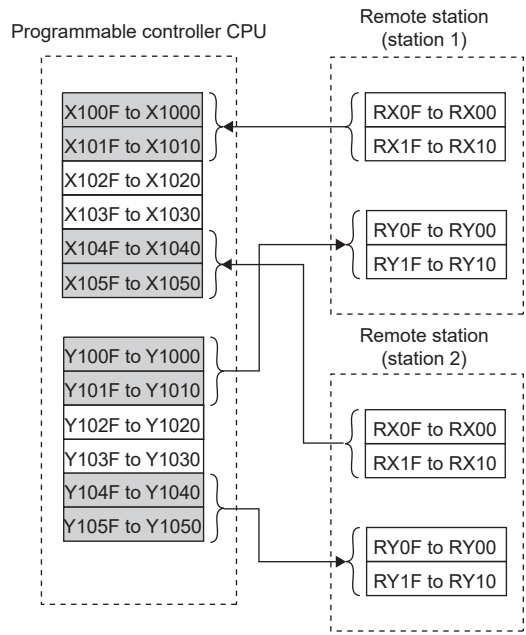 Programmable controller CPU
X100F to X1000
X101F to X1010
X102F to X1020
X103F to X1030
X104F to X1040
X105F to X1050
Y100F to Y1000
Y101F to Y1010
Y102F to Y1020
Y103F to Y1030
Y104F to Y1040
Y105F to Y1050
Remote station
(station 1)
RX0F to RX00
RX1F to RX10
RY0F to RY00
RY1F to RY10
Remote station
(station 2)
RX0F to RX00
RX1F to RX10
RY0F to RY00
RY1F to RY10